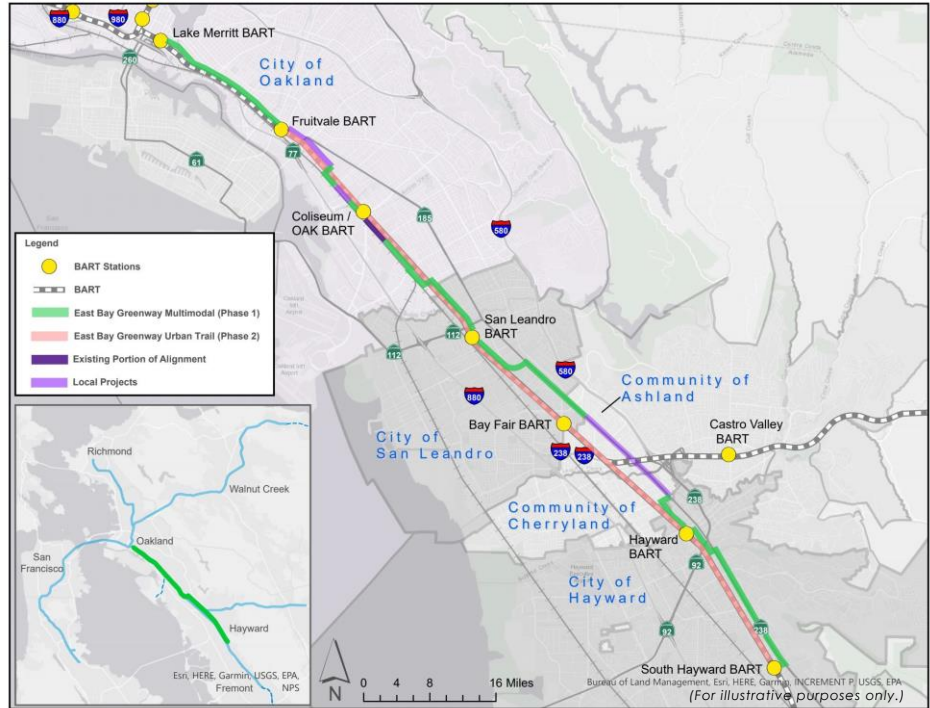 880
980
Lake Merritt BART
City of
Oakland
260
Fruitvale BART
77
61
185
580
Coliseum /
OAK BART
Legend
BART Stations
BART
East Bay Greenway Multimodal (Phase 1)
East Bay Greenway Urban Trail (Phase 2)
Existing Portion of Alignment
Local Projects
San Leandro
BART
112
112
580
880
Community of
Ashland
Bay Fair BART
Castro Valley
BART
City of
San Leandro
238
238
238
Community of
Cherryland
Hayward
BART
92
City of
Hayward
92
238
South Hayward BART
Richmond
Walnut Creek
Oakland
San
Francisco
Hayward
Esri, HERE, Garmin, USGS, EPA,
Fremont NPS
N
0 4 8 16 Miles
Bureau of Land Management, Esri, HERE, Garmin, INCREMENT P, USGS, EPA
(For illustrative purposes only.)